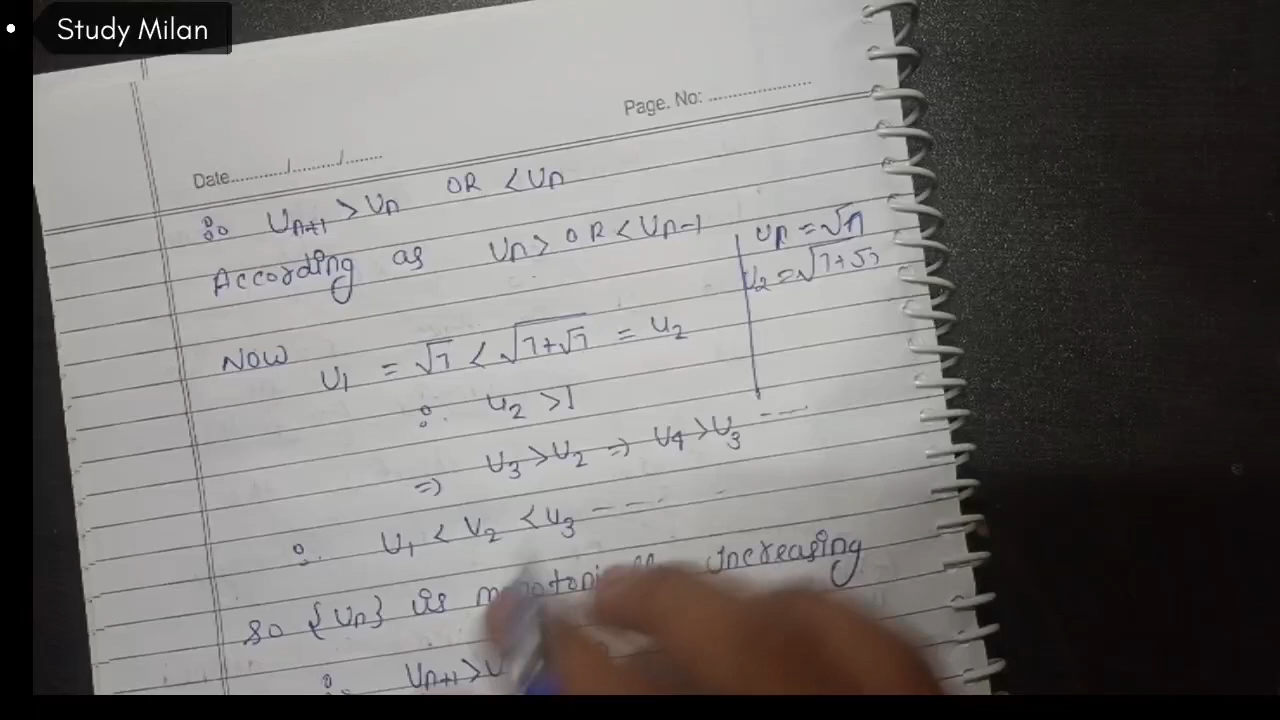 Study Milan
Page. No: ..................
Date............/........./.......
∴ Un+1 > Un OR < Un
According as Un > OR < Un-1
Un = √7
U2 = √7+√7
Now U1 = √7 < √7+√7 = U2
∴ U2 > 1
⇒ U3 > U2 ⇒ U4 > U3 ----
∴ U1 < U2 < U3 ----
So {Un} is increasing
∴ Un+1 > U